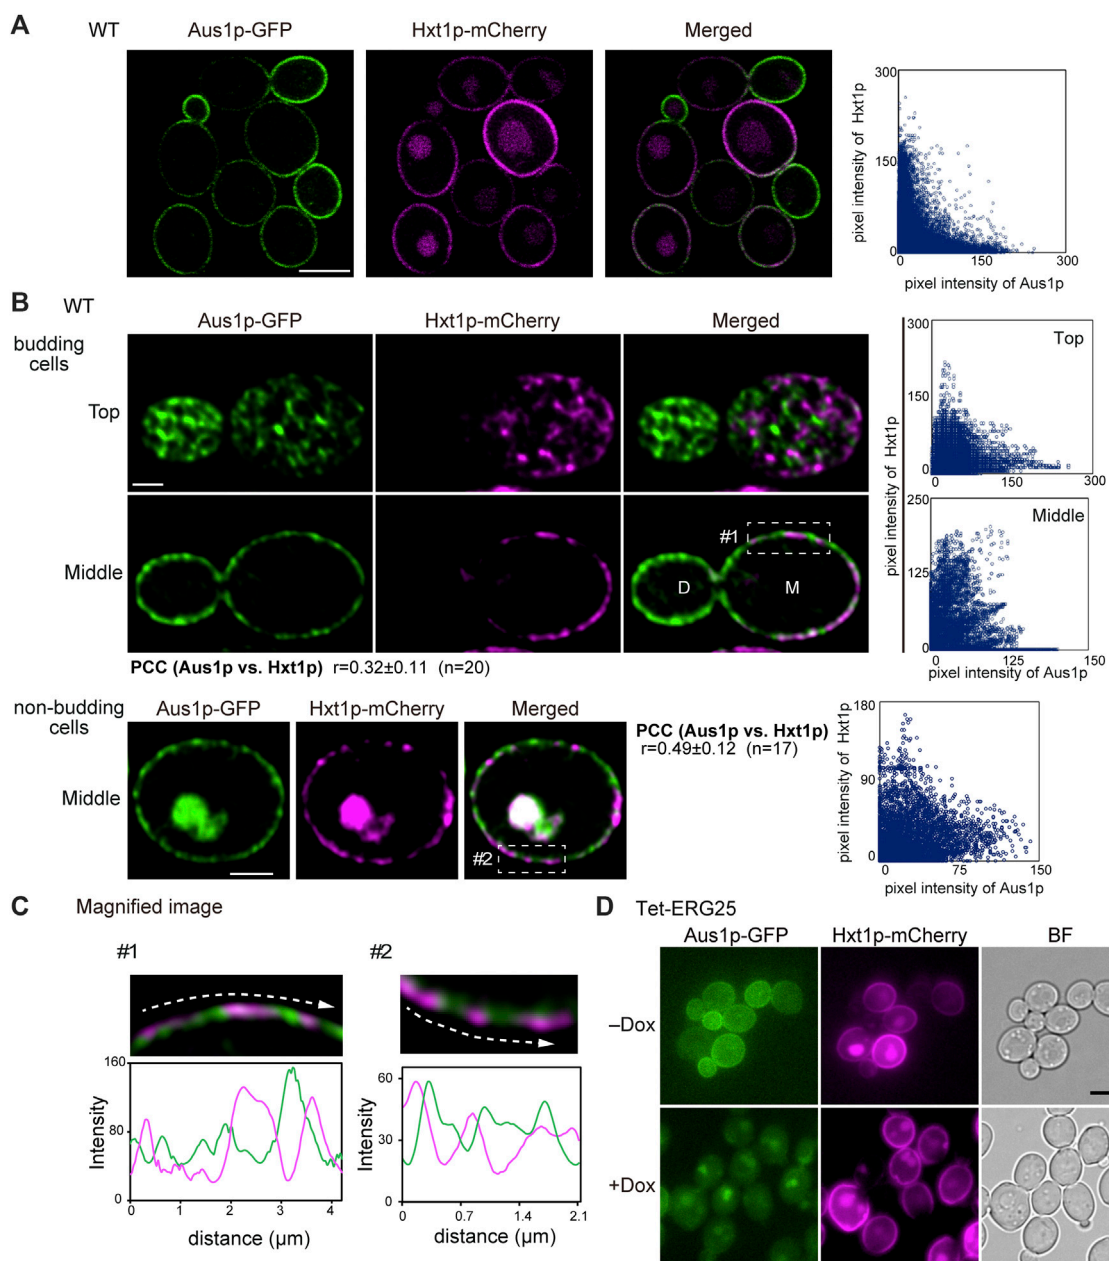 A
WT
Aus1p-GFP
Hxt1p-mCherry
Merged
300
150
0
0
150
300
pixel intensity of Hxt1p
pixel intensity of Aus1p
B
WT
budding
cells
Aus1p-GFP
Hxt1p-mCherry
Merged
Top
Middle
#1
D
M
PCC (Aus1p vs. Hxt1p) r=0.32±0.11 (n=20)
300
Top
150
0
0
150
300
250
Middle
125
0
0
125
150
pixel intensity of Hxt1p
pixel intensity of Aus1p
non-budding
cells
Aus1p-GFP
Hxt1p-mCherry
Merged
Middle
#2
PCC (Aus1p vs. Hxt1p)
r=0.49±0.12 (n=17)
180
90
0
0
75
150
pixel intensity of Hxt1p
pixel intensity of Aus1p
C
Magnified image
#1
#2
160
80
0
0
1
2
3
4
Intensity
distance (μm)
60
30
0
0
0.7
1.4
2.1
Intensity
distance (μm)
D
Tet-ERG25
Aus1p-GFP
Hxt1p-mCherry
BF
–Dox
+Dox